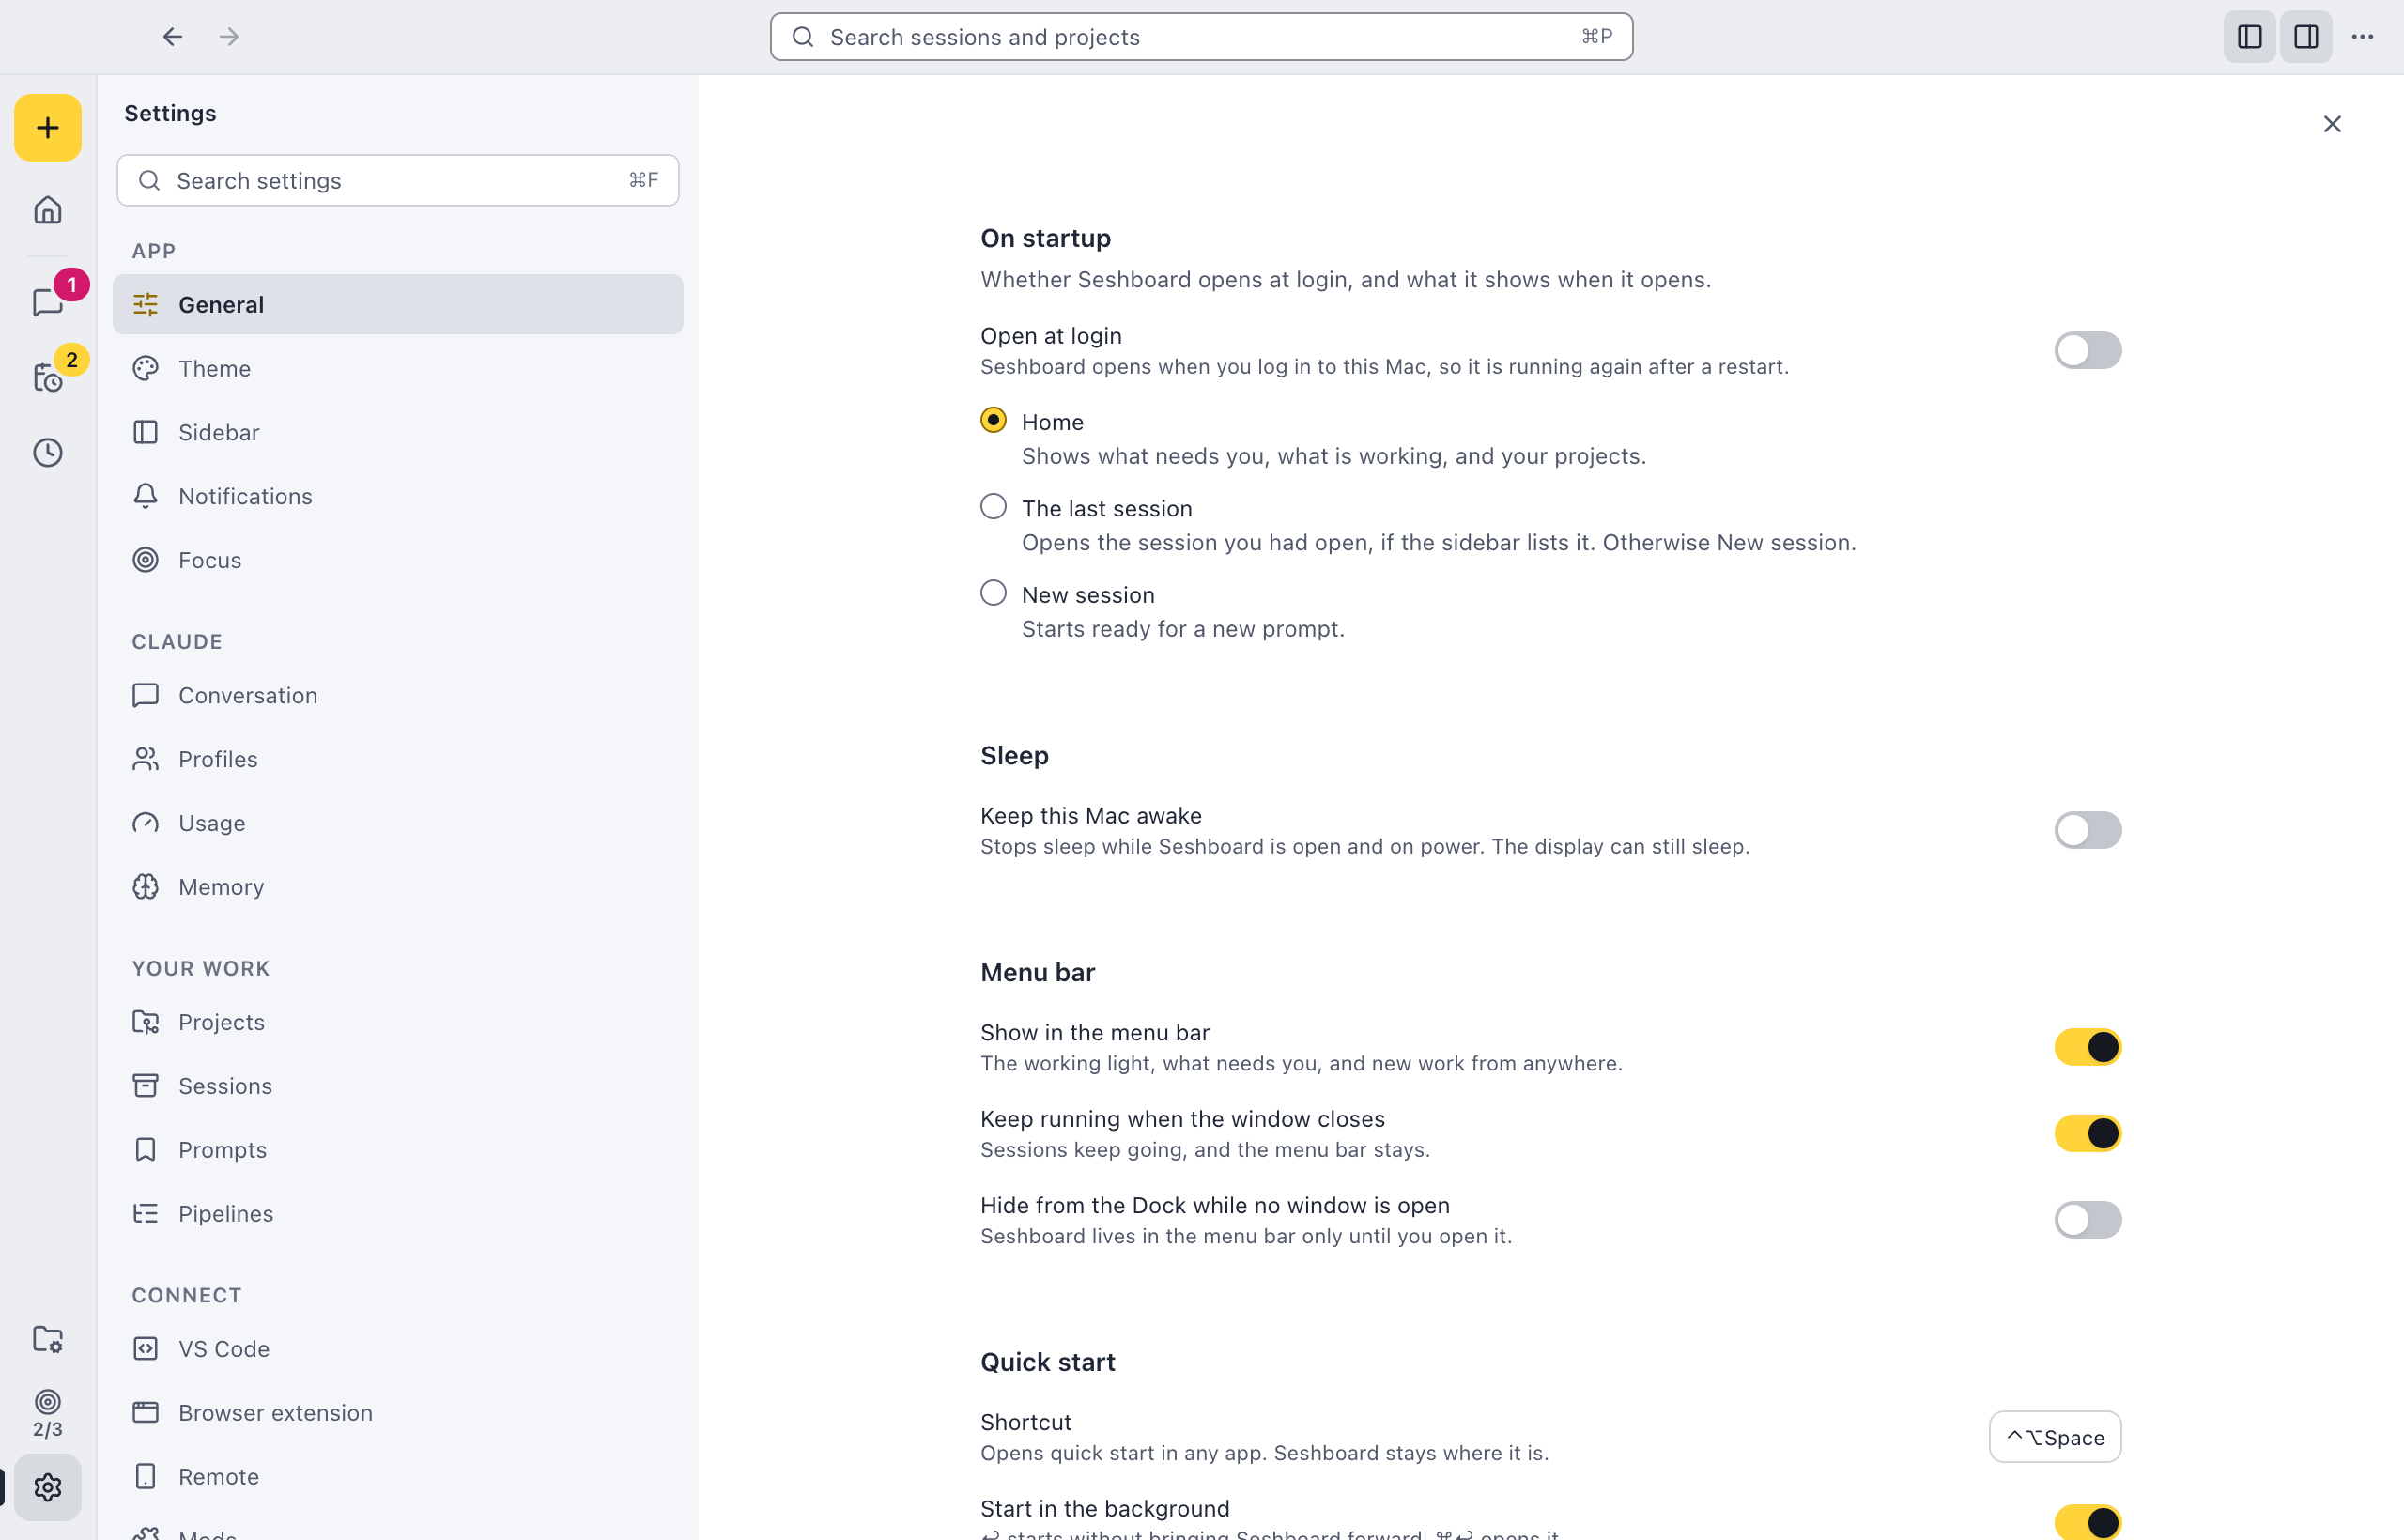 Search sessions and projects ⌘P
Settings
Search settings ⌘F
APP
General
Theme
Sidebar
Notifications
Focus
CLAUDE
Conversation
Profiles
Usage
Memory
YOUR WORK
Projects
Sessions
Prompts
Pipelines
CONNECT
VS Code
Browser extension
Remote
Mods
1
2
2/3
On startup
Whether Seshboard opens at login, and what it shows when it opens.
Open at login
Seshboard opens when you log in to this Mac, so it is running again after a restart.
Home
Shows what needs you, what is working, and your projects.
The last session
Opens the session you had open, if the sidebar lists it. Otherwise New session.
New session
Starts ready for a new prompt.
Sleep
Keep this Mac awake
Stops sleep while Seshboard is open and on power. The display can still sleep.
Menu bar
Show in the menu bar
The working light, what needs you, and new work from anywhere.
Keep running when the window closes
Sessions keep going, and the menu bar stays.
Hide from the Dock while no window is open
Seshboard lives in the menu bar only until you open it.
Quick start
Shortcut
Opens quick start in any app. Seshboard stays where it is.
⌃⌥Space
Start in the background
↩ starts without bringing Seshboard forward. ⌘↩ opens it.